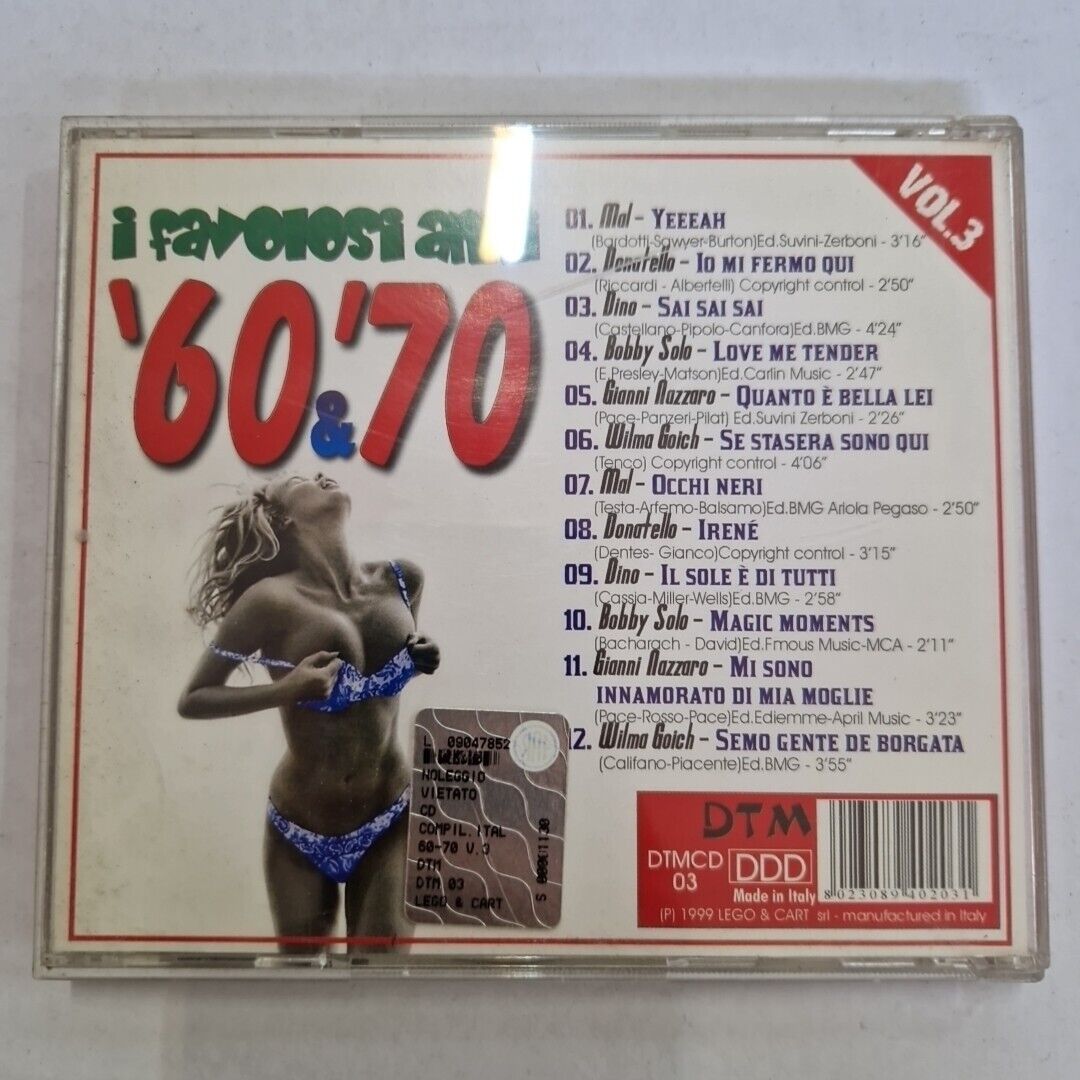 i favolosi anni
'60 & '70
VOL.3
01. Mal – YEEEAH
(Bardotti-Sawyer-Burton)Ed.Suvini-Zerboni - 3'16"
02. Donatello – IO MI FERMO QUI
(Riccardi - Albertelli) Copyright control - 2'50"
03. Dino – SAI SAI SAI
(Castellano-Pipolo-Canfora)Ed.BMG - 4'24"
04. Bobby Solo – LOVE ME TENDER
(E.Presley-Matson)Ed.Carlin Music - 2'47"
05. Gianni Nazzaro – QUANTO È BELLA LEI
(Pace-Panzeri-Pilat) Ed.Suvini Zerboni - 2'26"
06. Wilma Goich – SE STASERA SONO QUI
(Tenco) Copyright control - 4'06"
07. Mal – OCCHI NERI
(Testa-Artemo-Balsamo)Ed.BMG Ariola Pegaso - 2'50"
08. Donatello – IRENÉ
(Dentes- Gianco)Copyright control - 3'15"
09. Dino – IL SOLE È DI TUTTI
(Cassia-Miller-Wells)Ed.BMG - 2'58"
10. Bobby Solo – MAGIC MOMENTS
(Bacharach - David)Ed.Fmous Music-MCA - 2'11"
11. Gianni Nazzaro – MI SONO
INNAMORATO DI MIA MOGLIE
(Pace-Rosso-Pace)Ed.Ediemme-April Music - 3'23"
12. Wilma Goich – SEMO GENTE DE BORGATA
(Califano-Piacente)Ed.BMG - 3'55"
L 09047852
NOLEGGIO
VIETATO
CD
COMPIL.ITAL
60-70 V.3
DTM
DTM 03
LEGO & CART
DTM
DTMCD
03
DDD
Made in Italy
8023089402031
(P) 1999 LEGO & CART srl - manufactured in Italy